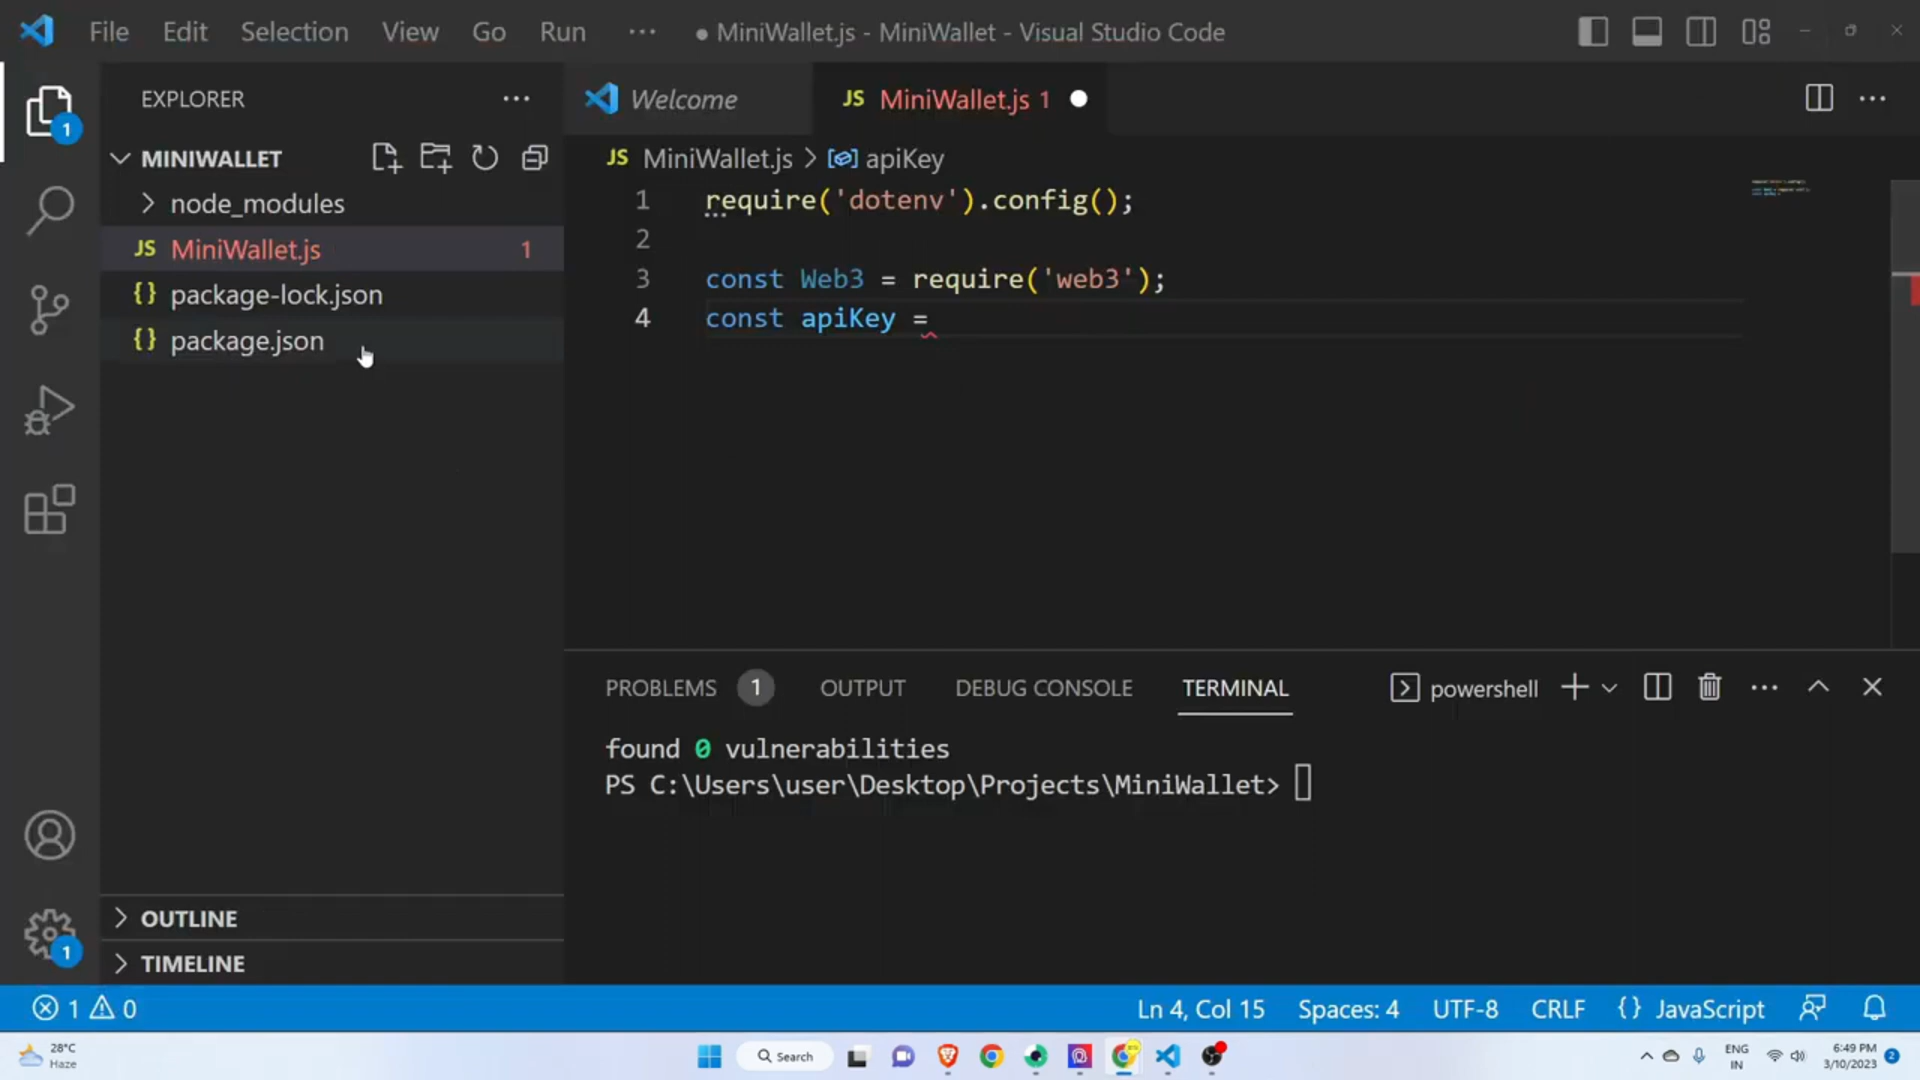 File Edit Selection View Go Run ··· ● MiniWallet.js - MiniWallet - Visual Studio Code
EXPLORER
Welcome
JS MiniWallet.js 1
1
MINIWALLET
JS MiniWallet.js > apiKey
node_modules
JS MiniWallet.js 1
{} package-lock.json
{} package.json
1 require('dotenv').config();
2
3 const Web3 = require('web3');
4 const apiKey =
PROBLEMS 1 OUTPUT DEBUG CONSOLE TERMINAL powershell
found 0 vulnerabilities
PS C:\Users\user\Desktop\Projects\MiniWallet>
OUTLINE
1
TIMELINE
1 0 Ln 4, Col 15 Spaces: 4 UTF-8 CRLF {} JavaScript
28°C
Haze
Search
ENG
IN
6:49 PM
3/10/2023
2